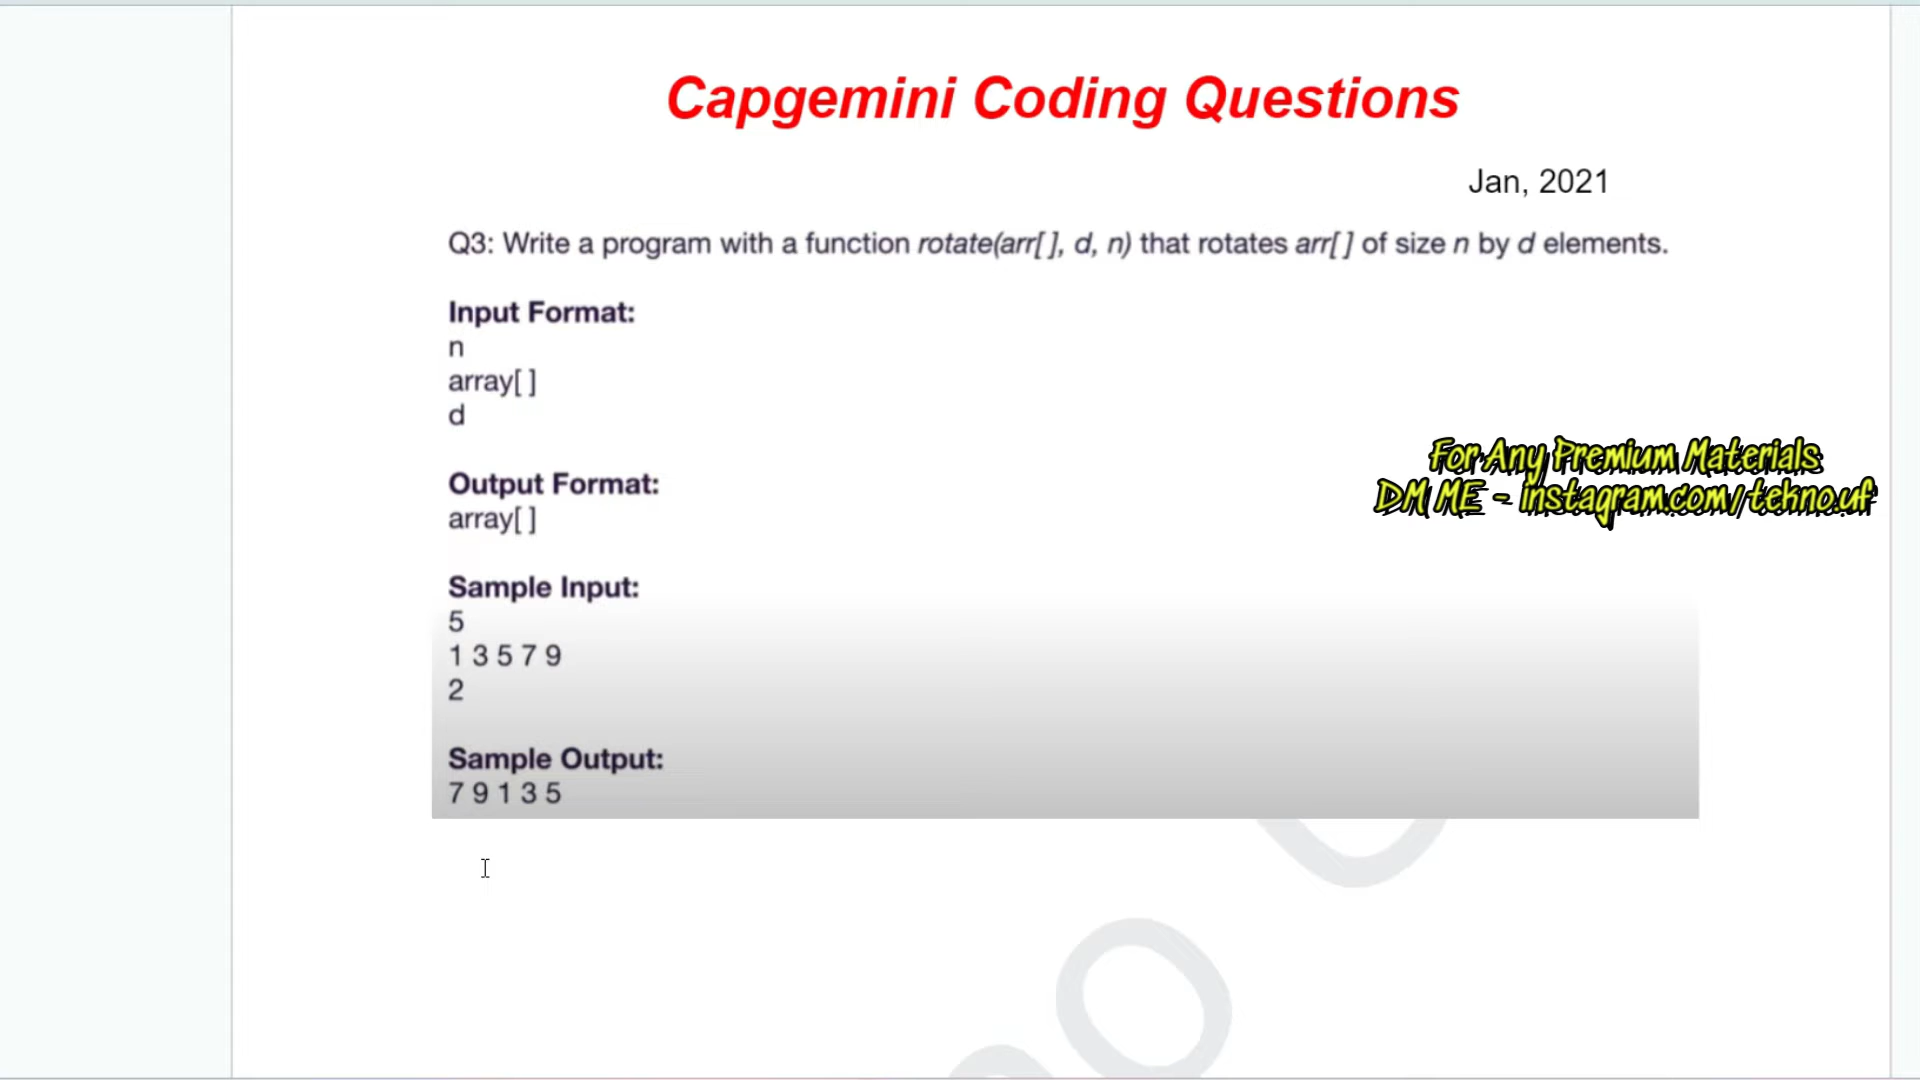 Capgemini Coding Questions
Jan, 2021
Q3: Write a program with a function rotate(arr[ ], d, n) that rotates arr[ ] of size n by d elements.
Input Format:
n
array[ ]
d
For Any Premium Materials
DM ME - instagram.com/tekno.uf
Output Format:
array[ ]
Sample Input:
5
1 3 5 7 9
2
Sample Output:
7 9 1 3 5